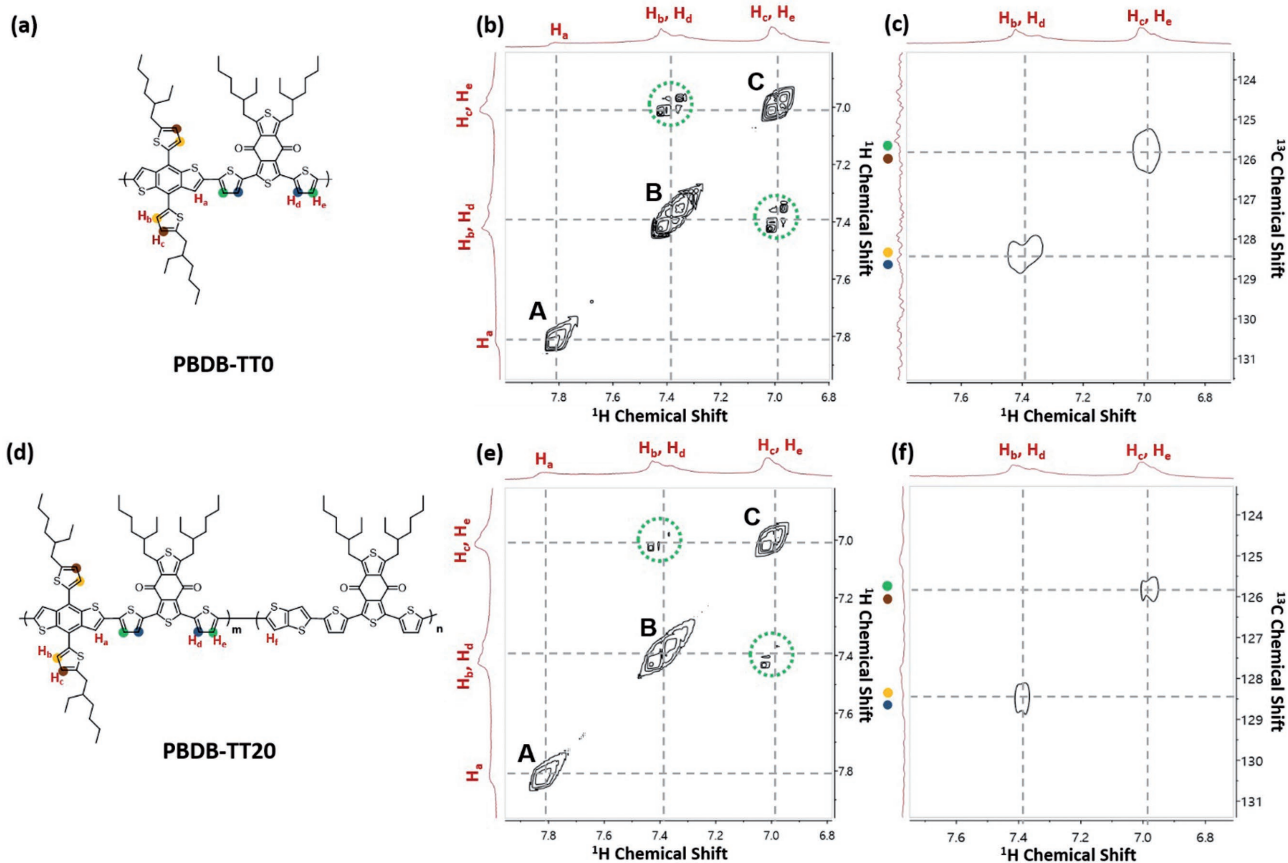 (a)
S
S
S
S
S
S
S
S
O
O
Ha
Hb
Hc
Hd
He
PBDB-TT0
(b)
Ha
Hb, Hd
Hc, He
Hc, He
Hb, Hd
Ha
A
B
C
7.0
7.2
7.4
7.6
7.8
¹H Chemical Shift
7.8
7.6
7.4
7.2
7.0
6.8
¹H Chemical Shift
(c)
Hb, Hd
Hc, He
124
125
126
127
128
129
130
131
¹³C Chemical Shift
7.6
7.4
7.2
7.0
6.8
¹H Chemical Shift
(d)
S
S
S
S
S
S
S
S
S
S
S
S
S
S
O
O
O
O
Ha
Hb
Hc
Hd
He
Hf
m
n
PBDB-TT20
(e)
Ha
Hb, Hd
Hc, He
Hc, He
Hb, Hd
Ha
A
B
C
7.0
7.2
7.4
7.6
7.8
¹H Chemical Shift
7.8
7.6
7.4
7.2
7.0
6.8
¹H Chemical Shift
(f)
Hb, Hd
Hc, He
124
125
126
127
128
129
130
131
¹³C Chemical Shift
7.6
7.4
7.2
7.0
6.8
¹H Chemical Shift